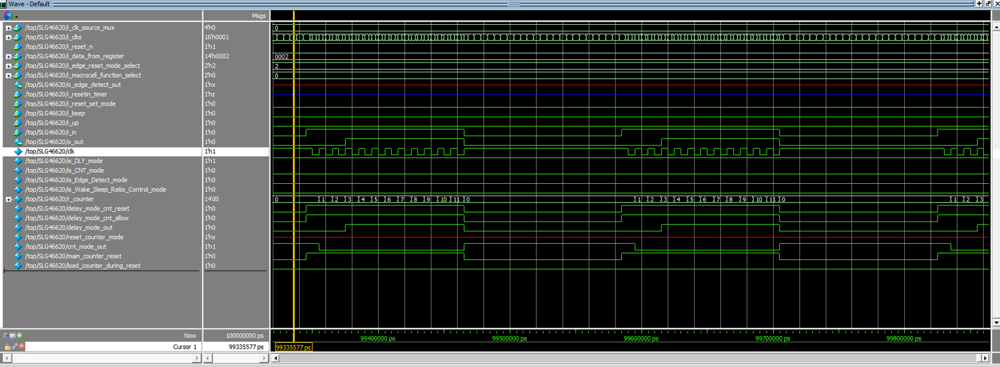 Wave - Default
Msgs
/top/SLG46620/i_clk_source_mux 4'h0 0
/top/SLG46620/i_clks 16'h0001
/top/SLG46620/i_reset_n 1'h1
/top/SLG46620/i_data_from_register 14'h0002 0002
/top/SLG46620/i_edge_reset_mode_select 2'h2 2
/top/SLG46620/i_macrocell_function_select 2'h0 0
/top/SLG46620/o_edge_detect_out 1'hx
/top/SLG46620/i_resetin_timer 1'hz
/top/SLG46620/i_reset_set_mode 1'h0
/top/SLG46620/i_keep 1'h0
/top/SLG46620/i_up 1'h0
/top/SLG46620/i_in 1'h0
/top/SLG46620/o_out 1'h0
/top/SLG46620/clk 1'h1
/top/SLG46620/is_DLY_mode 1'h1
/top/SLG46620/is_CNT_mode 1'h0
/top/SLG46620/is_Edge_Detect_mode 1'h0
/top/SLG46620/is_Wake_Sleep_Ratio_Control_mode 1'h0
/top/SLG46620/r_counter 14'd0 0 1 2 3 4 5 6 7 8 9 10 11 0 1 2 3 4 5 6 7 8 9 10 11 0 1 2 3
/top/SLG46620/delay_mode_cnt_reset 1'h0
/top/SLG46620/delay_mode_cnt_allow 1'h0
/top/SLG46620/delay_mode_out 1'h0
/top/SLG46620/reset_counter_mode 1'hx
/top/SLG46620/cnt_mode_out 1'h1
/top/SLG46620/main_counter_reset 1'h0
/top/SLG46620/load_counter_during_reset 1'h0
Now 100000000 ps 99400000 ps 99500000 ps 99600000 ps 99700000 ps 99800000 ps
Cursor 1 99335577 ps 99335577 ps